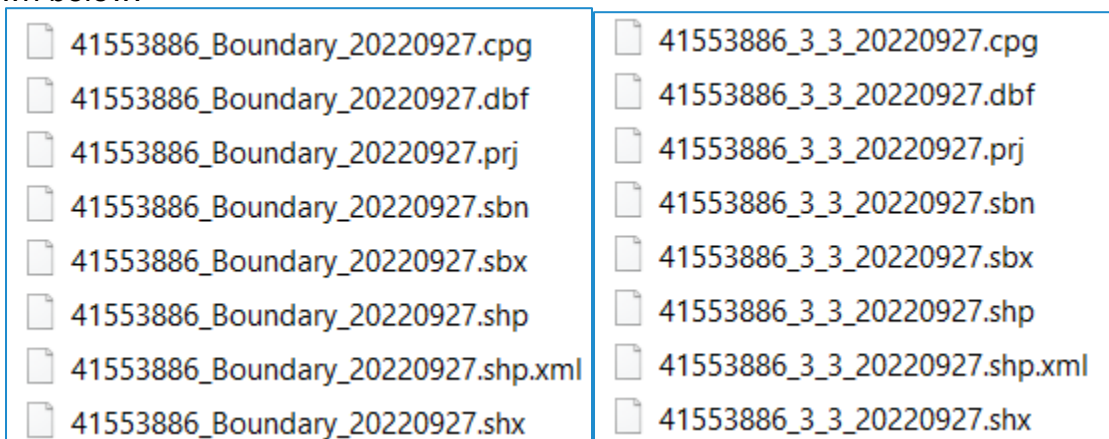 41553886_Boundary_20220927.cpg
41553886_Boundary_20220927.dbf
41553886_Boundary_20220927.prj
41553886_Boundary_20220927.sbn
41553886_Boundary_20220927.sbx
41553886_Boundary_20220927.shp
41553886_Boundary_20220927.shp.xml
41553886_Boundary_20220927.shx
41553886_3_3_20220927.cpg
41553886_3_3_20220927.dbf
41553886_3_3_20220927.prj
41553886_3_3_20220927.sbn
41553886_3_3_20220927.sbx
41553886_3_3_20220927.shp
41553886_3_3_20220927.shp.xml
41553886_3_3_20220927.shx